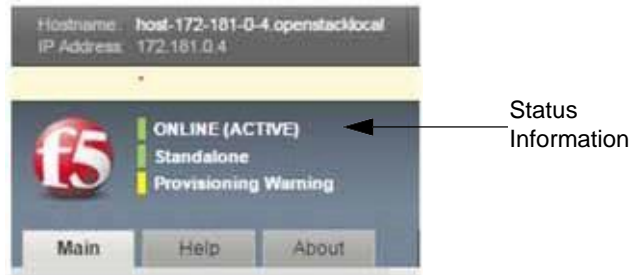 Hostname: host-172-181-0-4.openstacklocal
IP Address: 172.181.0.4
*
f5
ONLINE (ACTIVE)
Standalone
Provisioning Warning
Status
Information
Main Help About